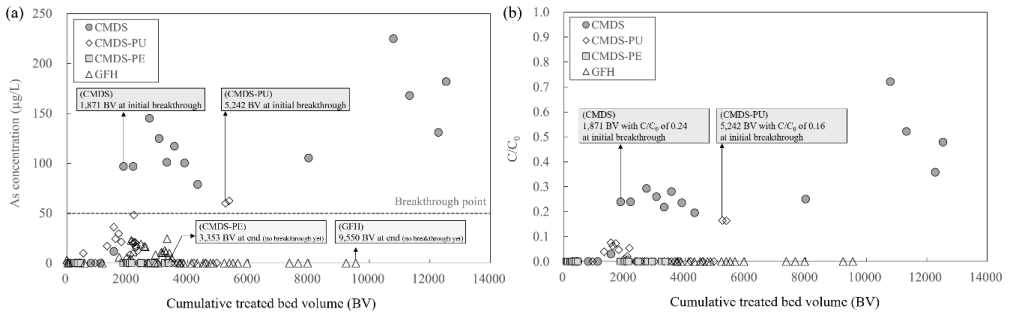 (a)
250
200
150
100
50
0
As concentration (µg/L)
CMDS
CMDS-PU
CMDS-PE
GFH
(CMDS)
1,871 BV at initial breakthrough
(CMDS-PU)
5,242 BV at initial breakthrough
Breakthrough point
(CMDS-PE)
3,353 BV at end (no breakthrough yet)
(GFH)
9,550 BV at end (no breakthrough yet)
0 2000 4000 6000 8000 10000 12000 14000
Cumulative treated bed volume (BV)
(b)
1.0
0.9
0.8
0.7
0.6
0.5
0.4
0.3
0.2
0.1
0.0
C/C₀
CMDS
CMDS-PU
CMDS-PE
GFH
(CMDS)
1,871 BV with C/C₀ of 0.24
at initial breakthrough
(CMDS-PU)
5,242 BV with C/C₀ of 0.16
at initial breakthrough
0 2000 4000 6000 8000 10000 12000 14000
Cumulative treated bed volume (BV)